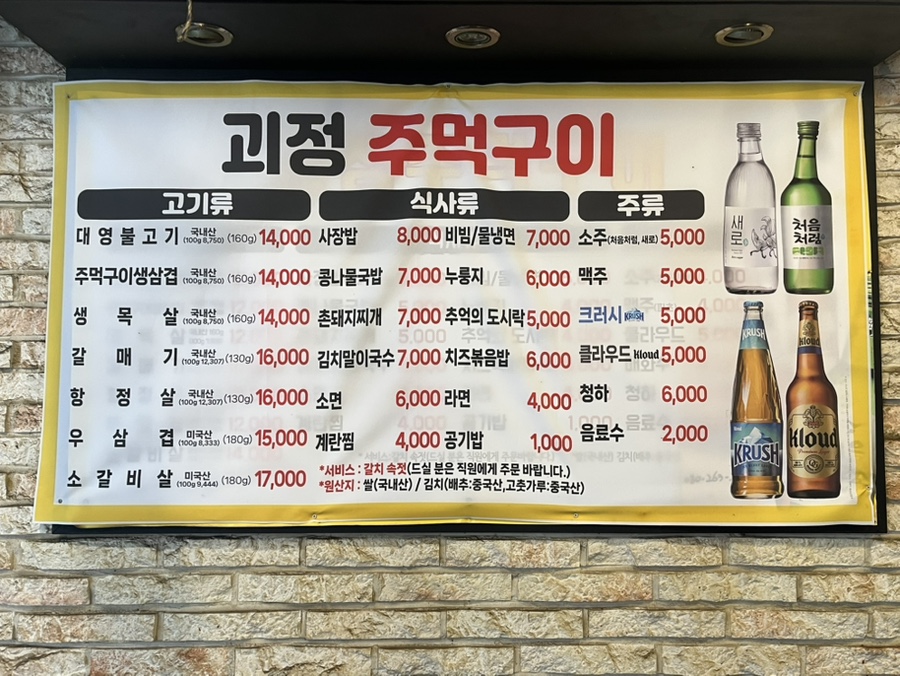 괴정 주먹구이
고기류
대영불고기 국내산 (100g 8,750) (160g) 14,000
주먹구이생삼겹 국내산 (100g 8,750) (160g) 14,000
생목살 국내산 (100g 8,750) (160g) 14,000
갈매기 국내산 (100g 12,307) (130g) 16,000
항정살 국내산 (100g 12,307) (130g) 16,000
우삼겹 미국산 (100g 8,333) (180g) 15,000
소갈비살 미국산 (100g 9,444) (180g) 17,000
식사류
사장밥 8,000 비빔/물냉면 7,000
콩나물국밥 7,000 누룽지 6,000
촌돼지찌개 7,000 추억의 도시락 5,000
김치말이국수 7,000 치즈볶음밥 6,000
소면 6,000 라면 4,000
계란찜 4,000 공기밥 1,000
*서비스 : 갈치 속젓(드실 분은 직원에게 주문 바랍니다.)
*원산지 : 쌀(국내산) / 김치(배추:중국산,고춧가루:중국산)
주류
소주(처음처럼, 새로) 5,000
맥주 5,000
크러시 KRUSH 5,000
클라우드 Kloud 5,000
청하 6,000
음료수 2,000
새로
처음처럼
KRUSH
KRUSH
Kloud
Kloud